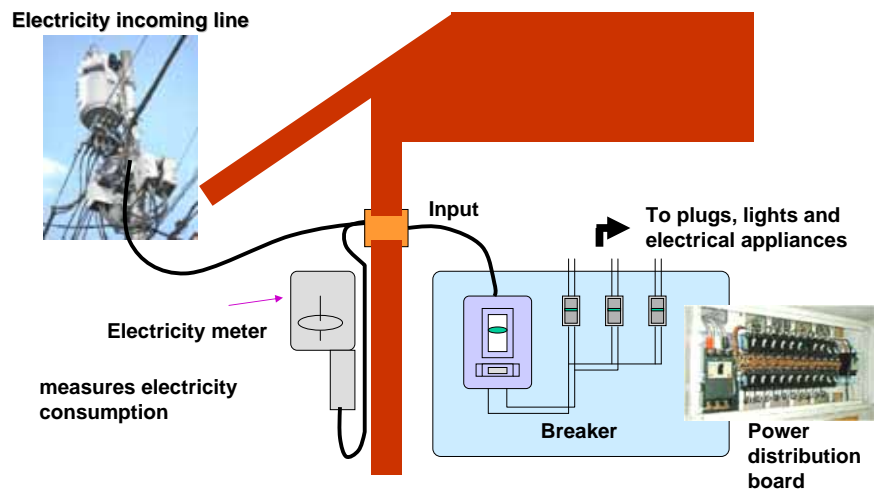 Electricity incoming line
Input
To plugs, lights and
electrical appliances
Electricity meter
measures electricity
consumption
Breaker
Power
distribution
board